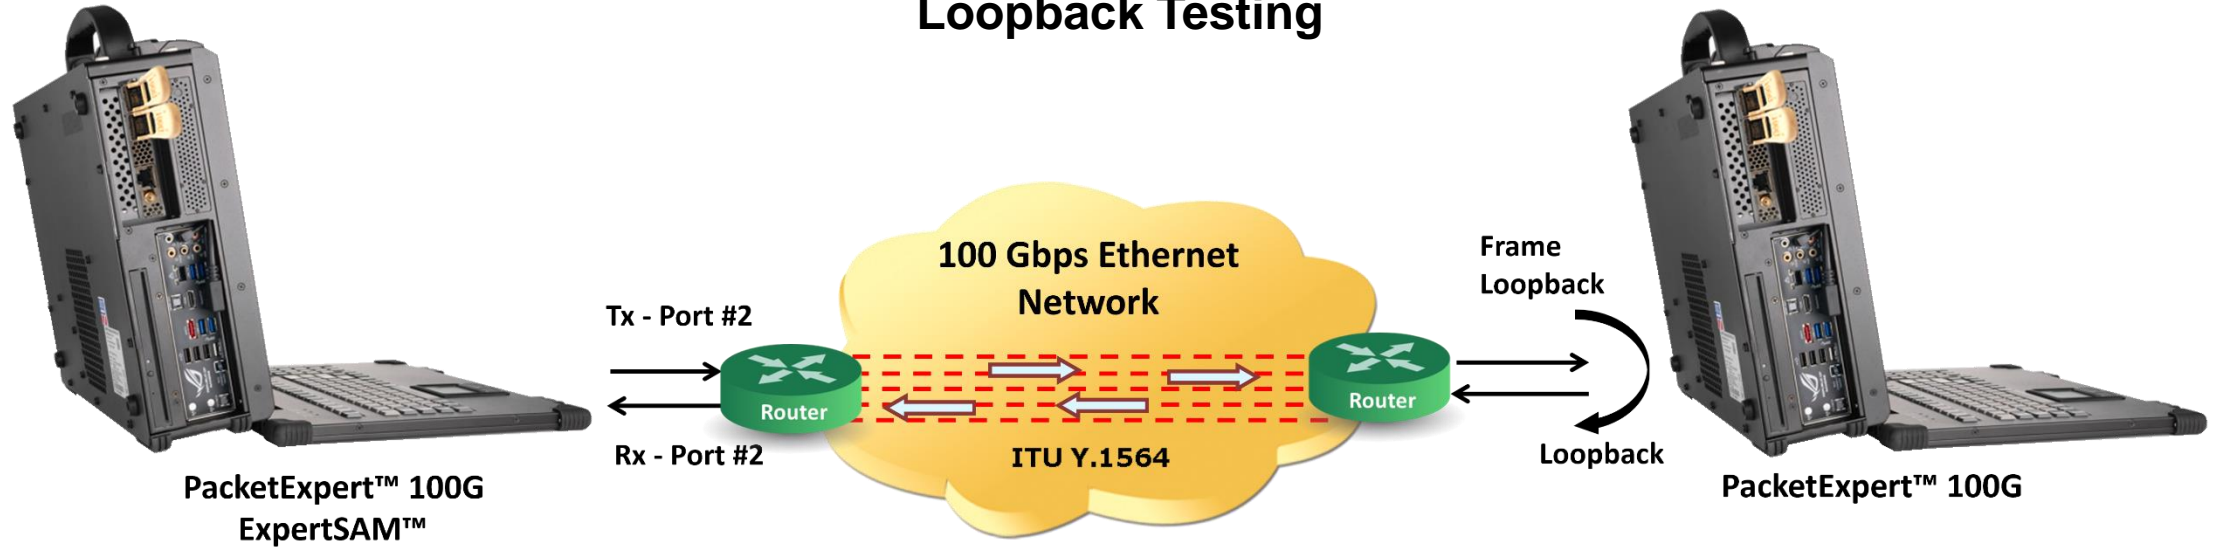 Loopback Testing
100 Gbps Ethernet
Network
Frame
Loopback
Tx - Port #2
Router
Router
Rx - Port #2
ITU Y.1564
Loopback
PacketExpert™ 100G
ExpertSAM™
PacketExpert™ 100G